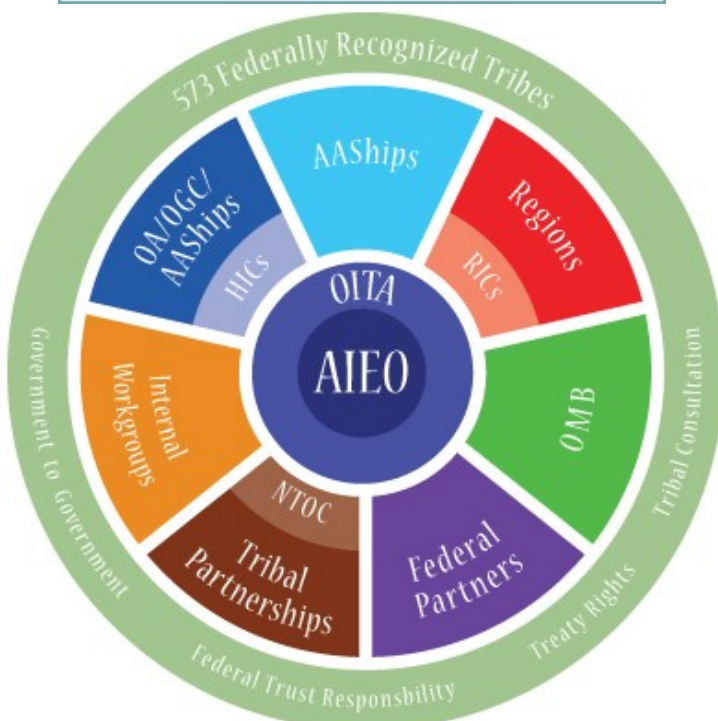 573 Federally Recognized Tribes
AAShips
OA/OGC/
AAShips
HICs
Regions
RICs
OITA
AIEO
Internal
Workgroups
OMB
NTOC
Tribal
Partnerships
Federal
Partners
Government to Government
Tribal Consultation
Treaty Rights
Federal Trust Responsbility